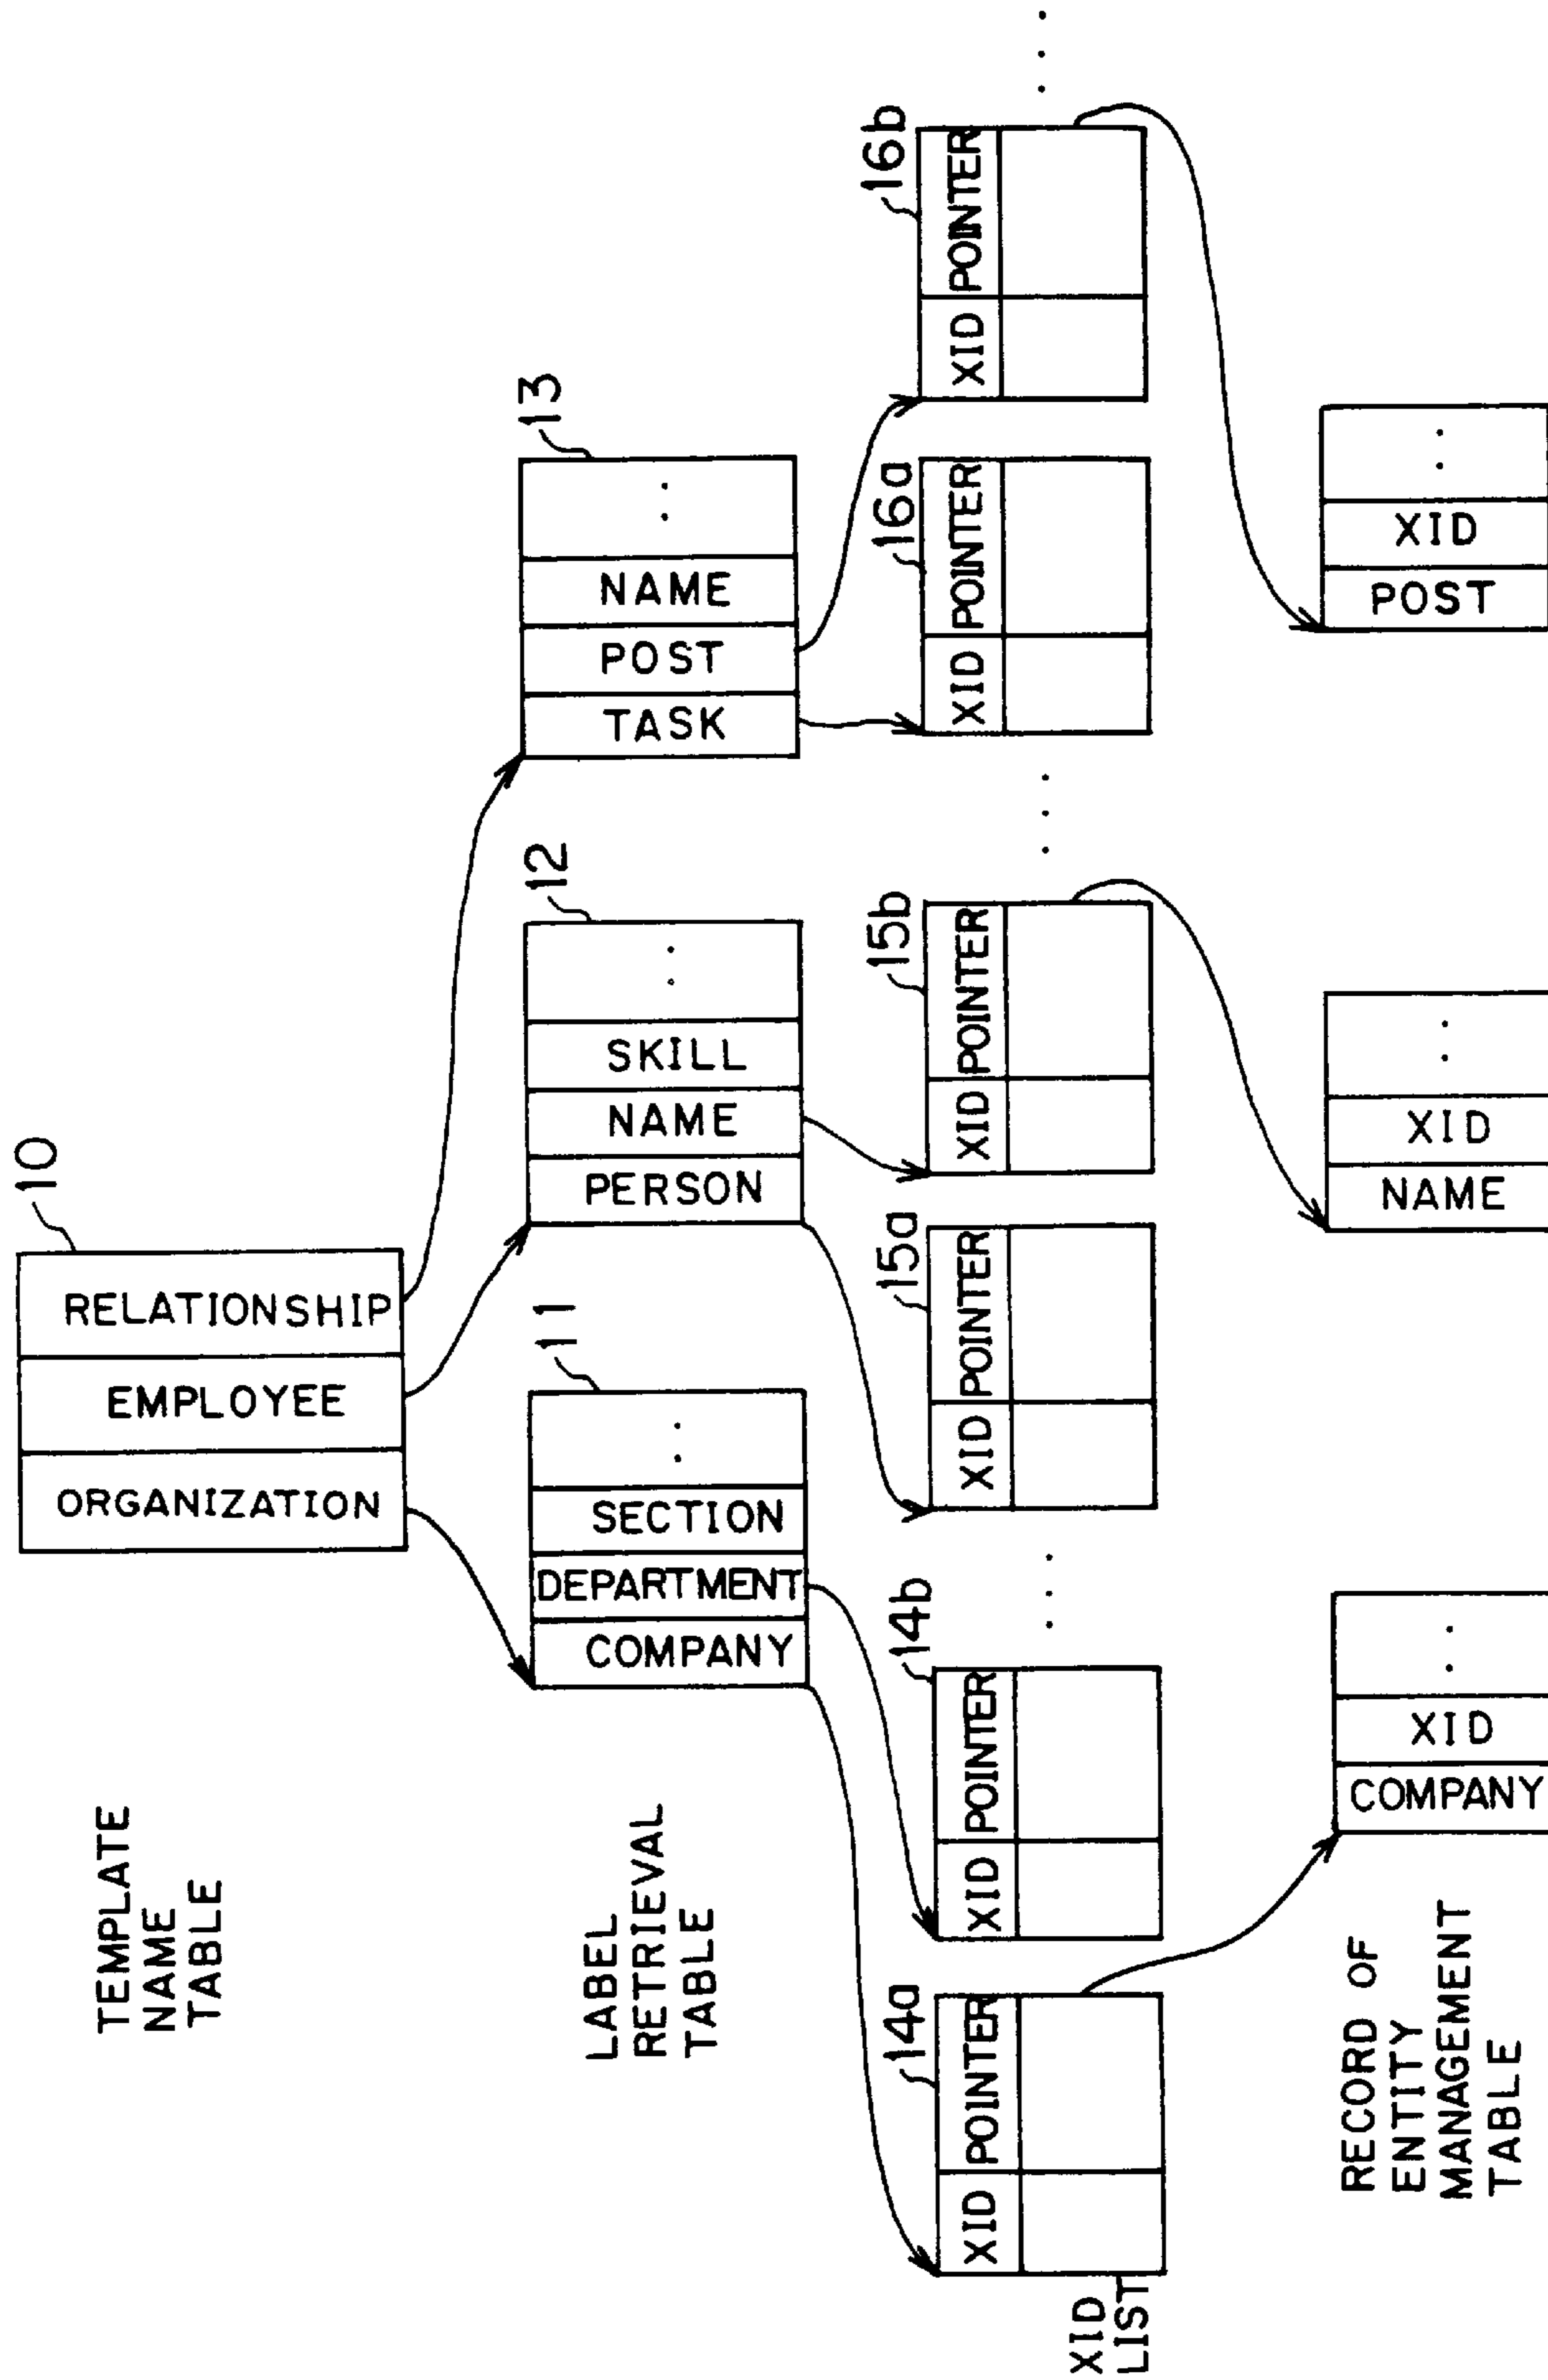 TEMPLATE
NAME
TABLE
ORGANIZATION
EMPLOYEE
RELATIONSHIP
10
LABEL
RETRIEVAL
TABLE
COMPANY
DEPARTMENT
SECTION
:
11
PERSON
NAME
SKILL
:
12
TASK
POST
NAME
:
13
XID
LIST
XID POINTER
14a
XID POINTER
14b
. . .
XID POINTER
15a
XID POINTER
15b
. . .
XID POINTER
16a
XID POINTER
16b
. . .
RECORD OF
ENTITY
MANAGEMENT
TABLE
COMPANY
XID
:
NAME
XID
:
POST
XID
: